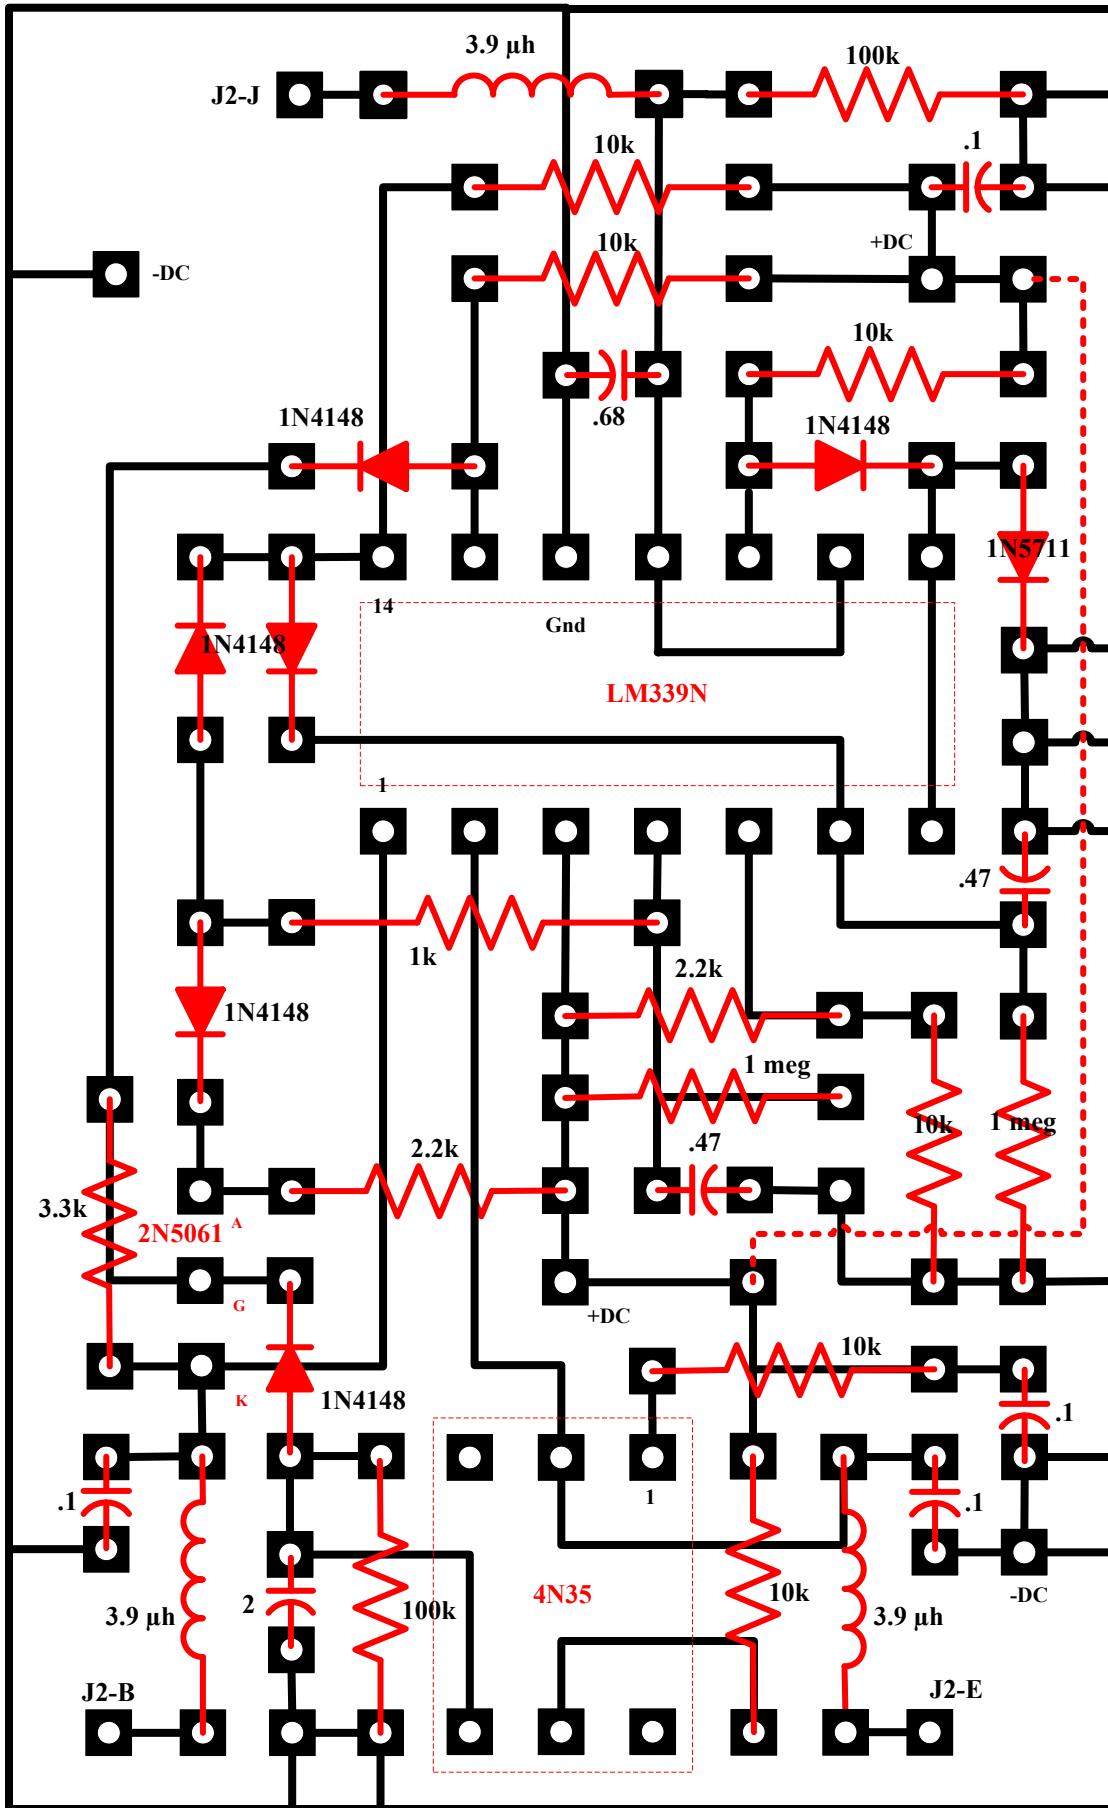 3.9 µh
100k
J2-J
.1
10k
+DC
10k
-DC
10k
.68
1N4148
1N4148
1N5711
14
Gnd
1N4148
LM339N
1
.47
1k
2.2k
1N4148
1 meg
10k
1 meg
2.2k
.47
3.3k
2N5061
A
G
+DC
10k
K
1N4148
.1
1
.1
.1
2
100k
4N35
10k
3.9 µh
-DC
3.9 µh
J2-B
J2-E